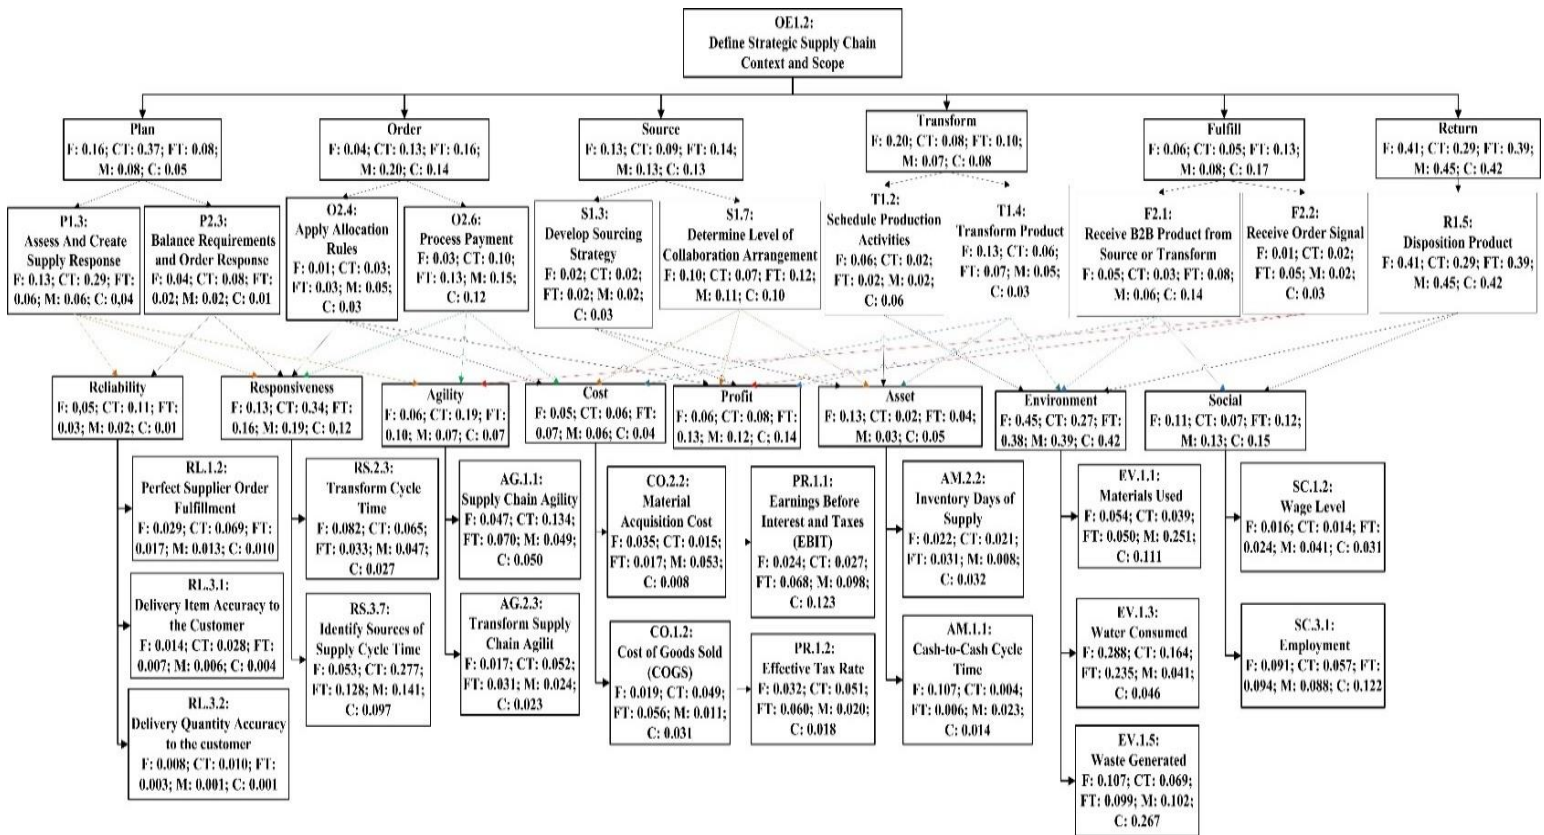 OE1.2:
Define Strategic Supply Chain
Context and Scope
Plan
F: 0.16; CT: 0.37; FT: 0.08;
M: 0.08; C: 0.05
Order
F: 0.04; CT: 0.13; FT: 0.16;
M: 0.20; C: 0.14
Source
F: 0.13; CT: 0.09; FT: 0.14;
M: 0.13; C: 0.13
Transform
F: 0.20; CT: 0.08; FT: 0.10;
M: 0.07; C: 0.08
Fulfill
F: 0.06; CT: 0.05; FT: 0.13;
M: 0.08; C: 0.17
Return
F: 0.41; CT: 0.29; FT: 0.39;
M: 0.45; C: 0.42
P1.3:
Assess And Create
Supply Response
F: 0.13; CT: 0.29; FT:
0.06; M: 0.06; C: 0,04
P2.3:
Balance Requirements
and Order Response
F: 0.04; CT: 0.08; FT:
0.02; M: 0.02; C: 0.01
O2.4:
Apply Allocation
Rules
F: 0.01; CT: 0.03;
FT: 0.03; M: 0.05;
C: 0.03
O2.6:
Process Payment
F: 0.03; CT: 0.10;
FT: 0.13; M: 0.15;
C: 0.12
S1.3:
Develop Sourcing
Strategy
F: 0.02; CT: 0.02;
FT: 0.02; M: 0.02;
C: 0.03
S1.7:
Determine Level of
Collaboration Arrangement
F: 0.10; CT: 0.07; FT: 0.12;
M: 0.11; C: 0.10
T1.2:
Schedule Production
Activities
F: 0.06; CT: 0.02;
FT: 0.02; M: 0.02;
C: 0.06
T1.4:
Transform Product
F: 0.13; CT: 0.06;
FT: 0.07; M: 0.05;
C: 0.03
F2.1:
Receive B2B Product from
Source or Transform
F: 0.05; CT: 0.03; FT: 0.08;
M: 0.06; C: 0.14
F2.2:
Receive Order Signal
F: 0.01; CT: 0.02;
FT: 0.05; M: 0.02;
C: 0.03
R1.5:
Disposition Product
F: 0.41; CT: 0.29; FT: 0.39;
M: 0.45; C: 0.42
Reliability
F: 0,05; CT: 0.11; FT:
0.03; M: 0.02; C: 0.01
Responsiveness
F: 0.13; CT: 0.34; FT:
0.16; M: 0.19; C: 0,12
Agility
F: 0.06; CT: 0.19; FT:
0.10; M: 0.07; C: 0.07
Cost
F: 0.05; CT: 0.06; FT:
0.07; M: 0.06; C: 0.04
Profit
F: 0.06; CT: 0.08; FT:
0.13; M: 0.12; C: 0.14
Asset
F: 0.13; CT: 0.02; FT: 0.04;
M: 0.03; C: 0.05
Environment
F: 0.45; CT: 0.27; FT:
0.38; M: 0.39; C: 0.42
Social
F: 0.11; CT: 0.07; FT: 0.12;
M: 0.13; C: 0.15
RL.1.2:
Perfect Supplier Order
Fulfillment
F: 0.029; CT: 0.069; FT:
0.017; M: 0.013; C: 0.010
RL.3.1:
Delivery Item Accuracy to
the Customer
F: 0.014; CT: 0.028; FT:
0.007; M: 0.006; C: 0.004
RL.3.2:
Delivery Quantity Accuracy
to the customer
F: 0.008; CT: 0.010; FT:
0.003; M: 0.001; C: 0.001
RS.2.3:
Transform Cycle
Time
F: 0.082; CT: 0.065;
FT: 0.033; M: 0.047;
C: 0.027
RS.3.7:
Identify Sources of
Supply Cycle Time
F: 0.053; CT: 0.277;
FT: 0.128; M: 0.141;
C: 0.097
AG.1.1:
Supply Chain Agility
F: 0.047; CT: 0.134;
FT: 0.070; M: 0.049;
C: 0.050
AG.2.3:
Transform Supply
Chain Agilit
F: 0.017; CT: 0.052;
FT: 0.031; M: 0.024;
C: 0.023
CO.2.2:
Material
Acquisition Cost
F: 0.035; CT: 0.015;
FT: 0.017; M: 0.053;
C: 0.008
CO.1.2:
Cost of Goods Sold
(COGS)
F: 0.019; CT: 0.049;
FT: 0.056; M: 0.011;
C: 0.031
PR.1.1:
Earnings Before
Interest and Taxes
(EBIT)
F: 0.024; CT: 0.027;
FT: 0.068; M: 0.098;
C: 0.123
PR.1.2:
Effective Tax Rate
F: 0.032; CT: 0.051;
FT: 0.060; M: 0.020;
C: 0.018
AM.2.2:
Inventory Days of
Supply
F: 0.022; CT: 0.021;
FT: 0.031; M: 0.008;
C: 0.032
AM.1.1:
Cash-to-Cash Cycle
Time
F: 0.107; CT: 0.004;
FT: 0.006; M: 0.023;
C: 0.014
EV.1.1:
Materials Used
F: 0.054; CT: 0.039;
FT: 0.050; M: 0.251;
C: 0.111
EV.1.3:
Water Consumed
F: 0.288; CT: 0.164;
FT: 0.235; M: 0.041;
C: 0.046
EV.1.5:
Waste Generated
F: 0.107; CT: 0.069;
FT: 0.099; M: 0.102;
C: 0.267
SC.1.2:
Wage Level
F: 0.016; CT: 0.014; FT:
0.024; M: 0.041; C: 0.031
SC.3.1:
Employment
F: 0.091; CT: 0.057; FT:
0.094; M: 0.088; C: 0.122